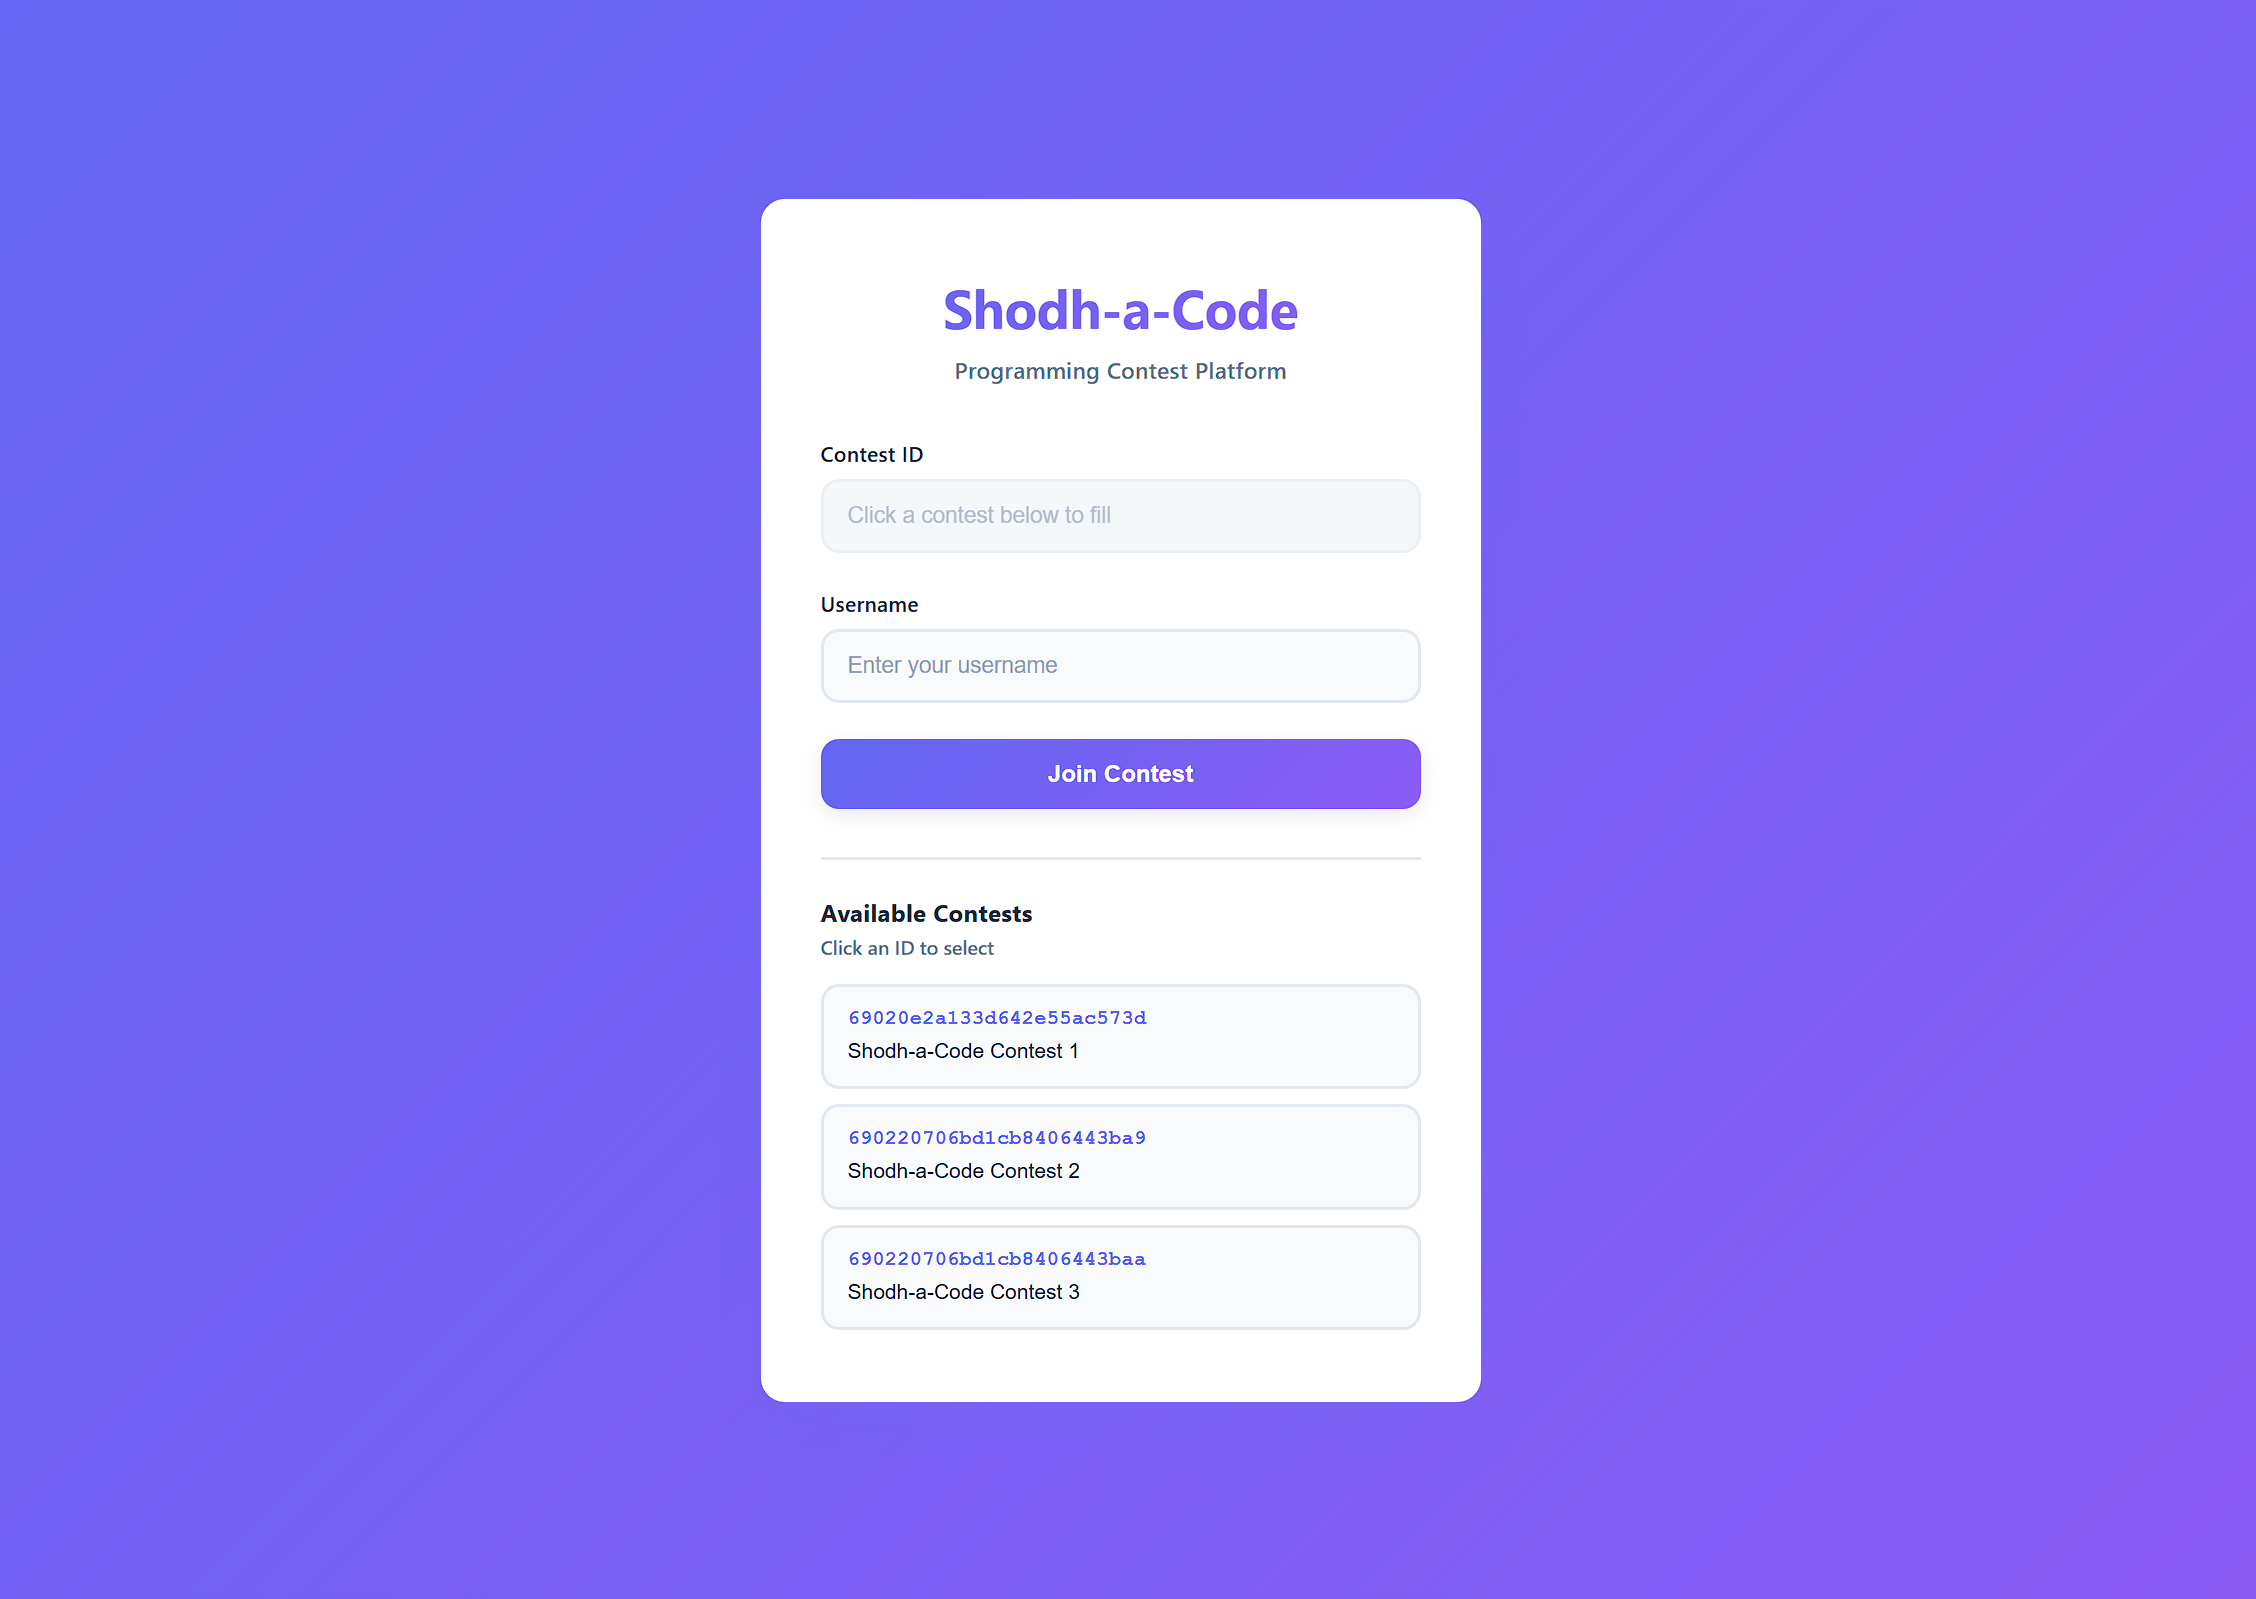 Shodh-a-Code
Programming Contest Platform
Contest ID
Click a contest below to fill
Username
Enter your username
Join Contest
Available Contests
Click an ID to select
69020e2a133d642e55ac573d
Shodh-a-Code Contest 1
690220706bd1cb8406443ba9
Shodh-a-Code Contest 2
690220706bd1cb8406443baa
Shodh-a-Code Contest 3